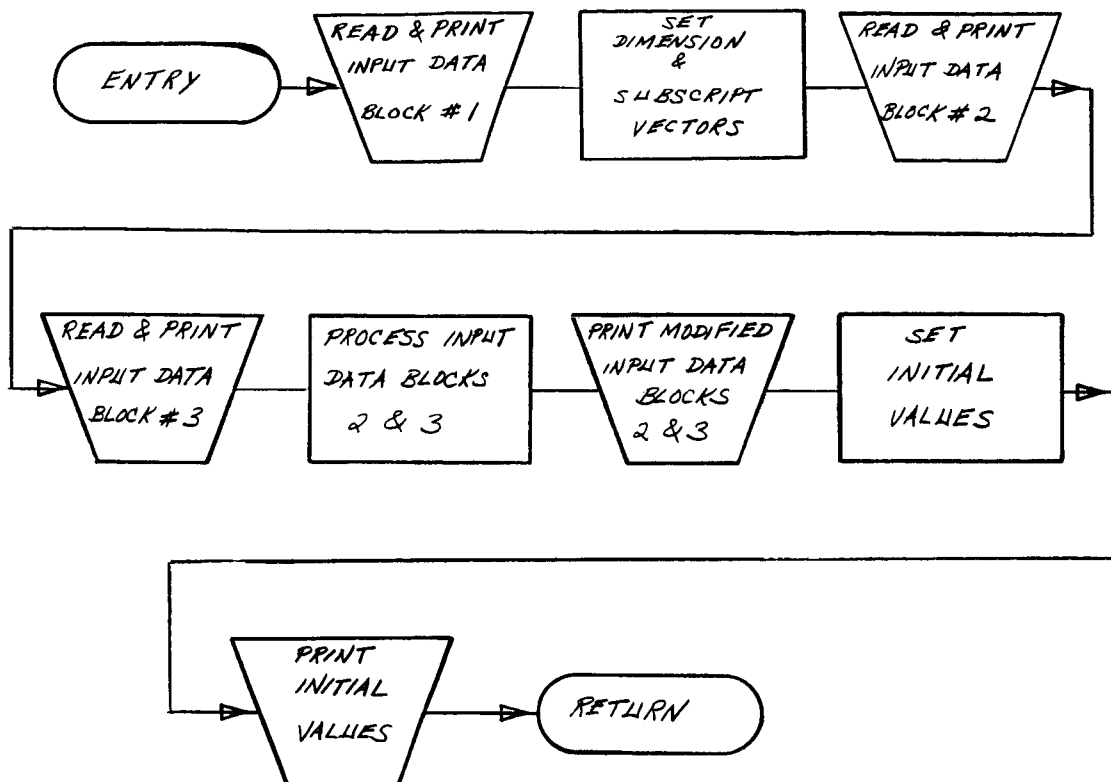 ENTRY
READ & PRINT
INPUT DATA
BLOCK #1
SET
DIMENSION
&
SUBSCRIPT
VECTORS
READ & PRINT
INPUT DATA
BLOCK #2
READ & PRINT
INPUT DATA
BLOCK #3
PROCESS INPUT
DATA BLOCKS
2 & 3
PRINT MODIFIED
INPUT DATA
BLOCKS
2 & 3
SET
INITIAL
VALUES
PRINT
INITIAL
VALUES
RETURN